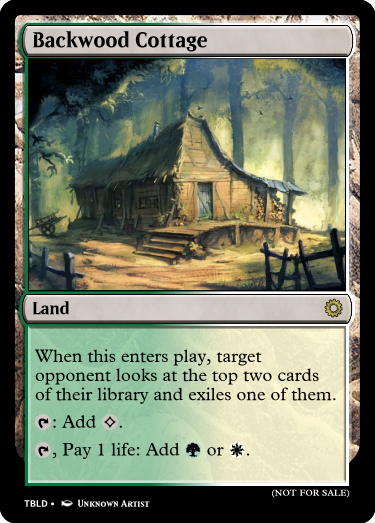 Backwood Cottage
Land
When this enters play, target
opponent looks at the top two cards
of their library and exiles one of them.
: Add .
, Pay 1 life: Add or .
(NOT FOR SALE)
TBLD • Unknown Artist